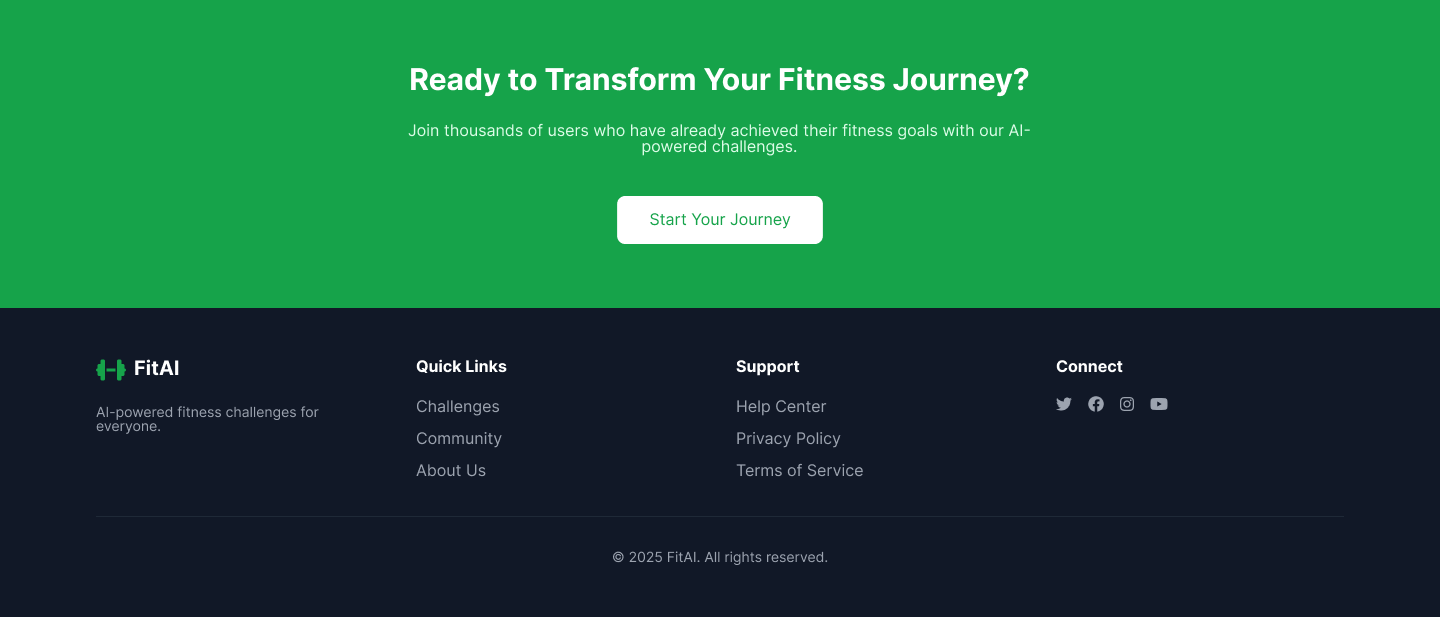 Ready to Transform Your Fitness Journey?
Join thousands of users who have already achieved their fitness goals with our AI-
powered challenges.
Start Your Journey
FitAI
AI-powered fitness challenges for
everyone.
Quick Links
Challenges
Community
About Us
Support
Help Center
Privacy Policy
Terms of Service
Connect
© 2025 FitAI. All rights reserved.